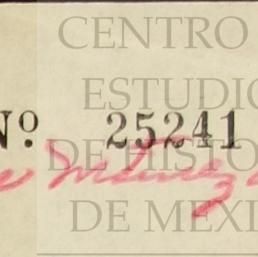 CENTRO
ESTUDIO
Nº 25241
DE HISTO
DE MEXI